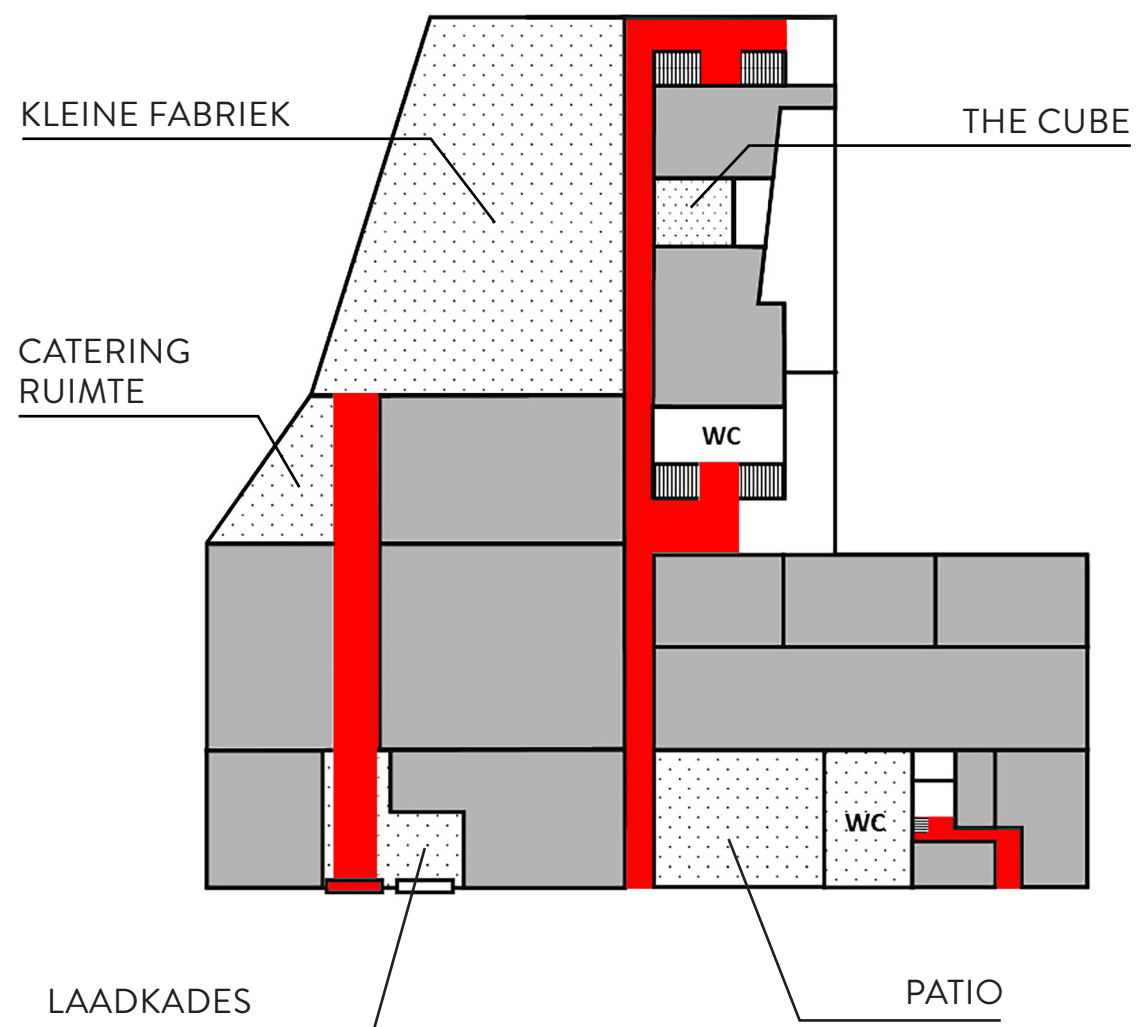 KLEINE FABRIEK
THE CUBE
CATERING
RUIMTE
WC
WC
LAADKADES
PATIO